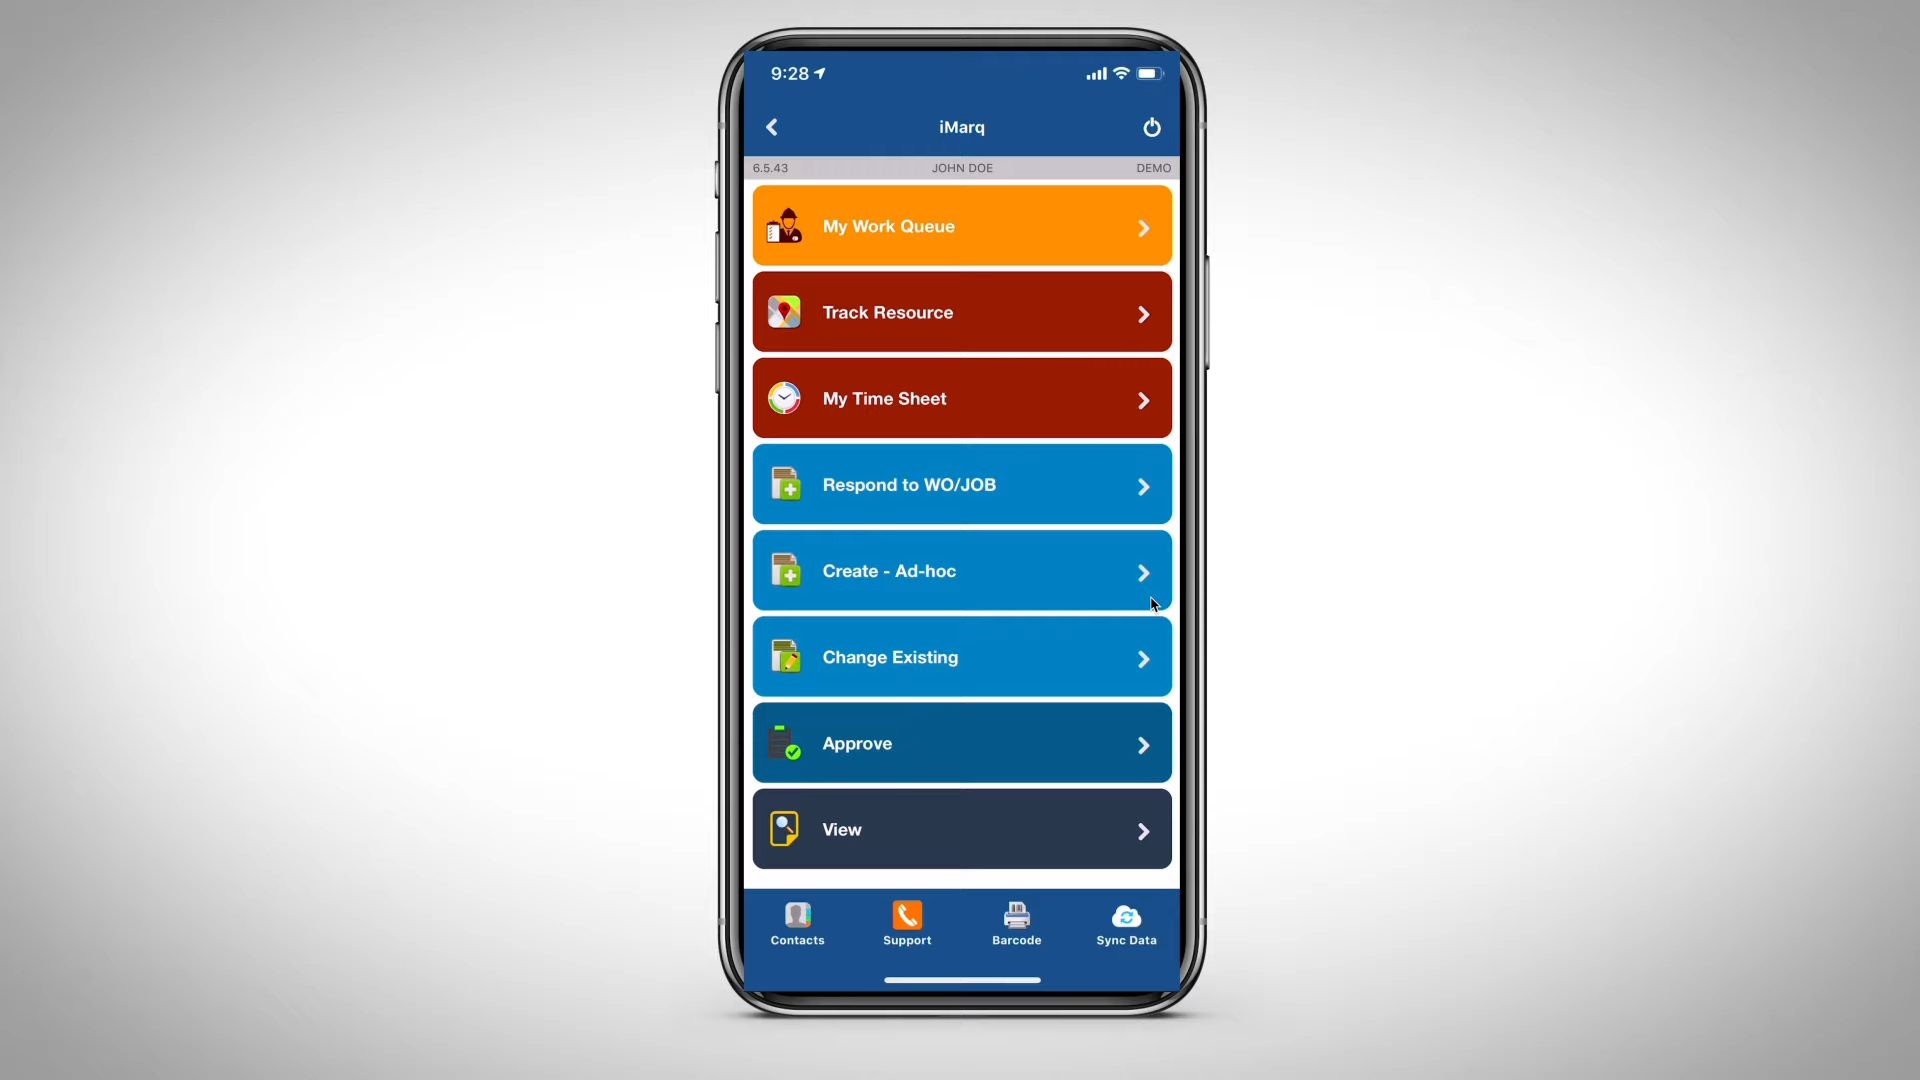 9:28
iMarq
6.5.43 JOHN DOE DEMO
My Work Queue
Track Resource
My Time Sheet
Respond to WO/JOB
Create - Ad-hoc
Change Existing
Approve
View
Contacts Support Barcode Sync Data